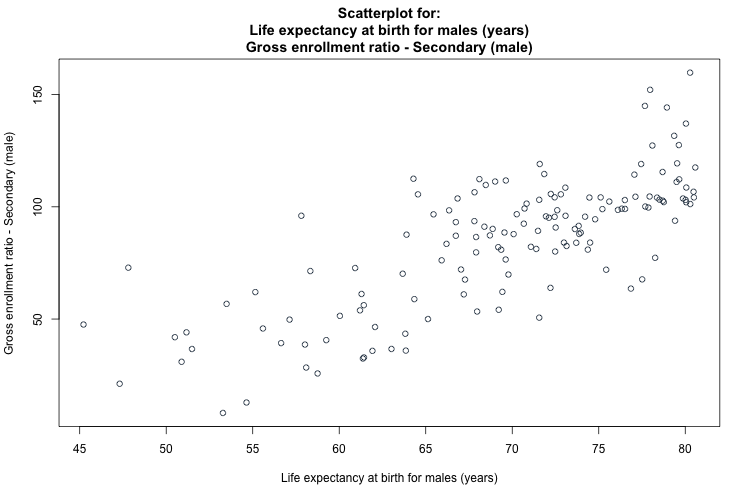 Scatterplot for:
Life expectancy at birth for males (years)
Gross enrollment ratio - Secondary (male)
Gross enrollment ratio - Secondary (male)
150
100
50
45 50 55 60 65 70 75 80
Life expectancy at birth for males (years)